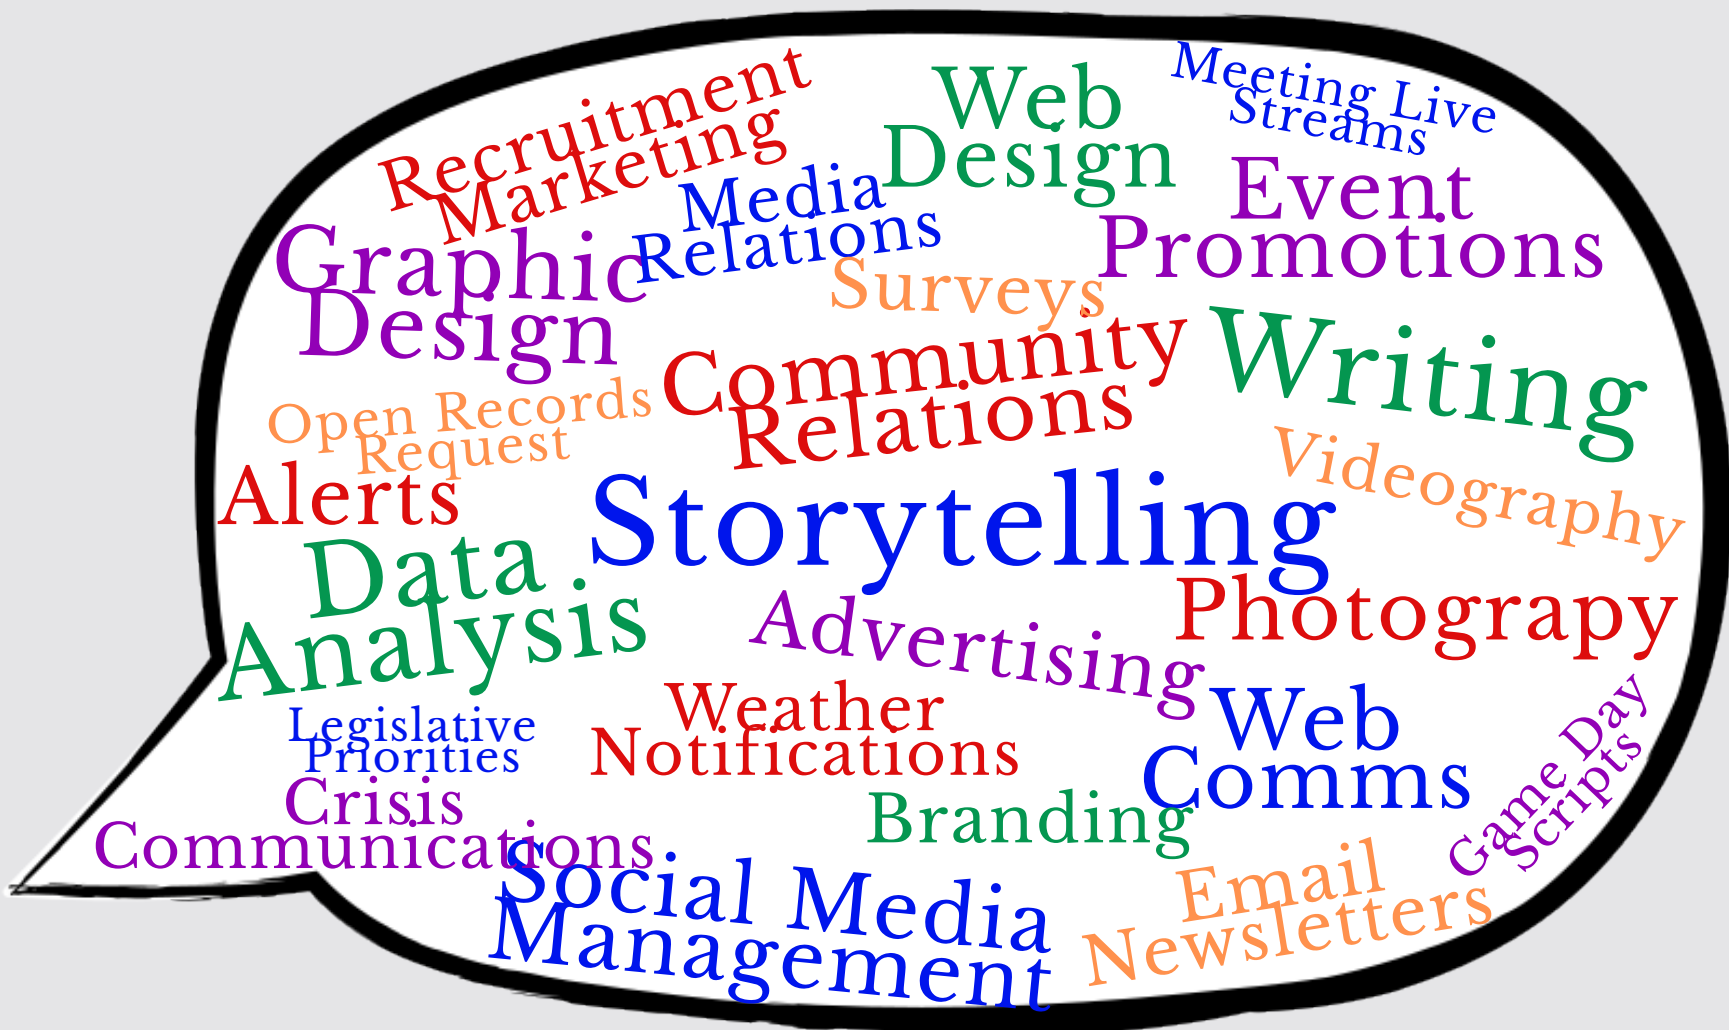 Recruitment
Marketing
Web
Design
Meeting Live
Streams
Media
Relations
Event
Promotions
Graphic
Design
Surveys
Community
Relations
Writing
Open Records
Request
Alerts
Storytelling
Videography
Data
Analysis
Advertising
Photograpy
Legislative
Priorities
Weather
Notifications
Web
Comms
Game Day
Scripts
Crisis
Communications
Branding
Social Media
Management
Email
Newsletters